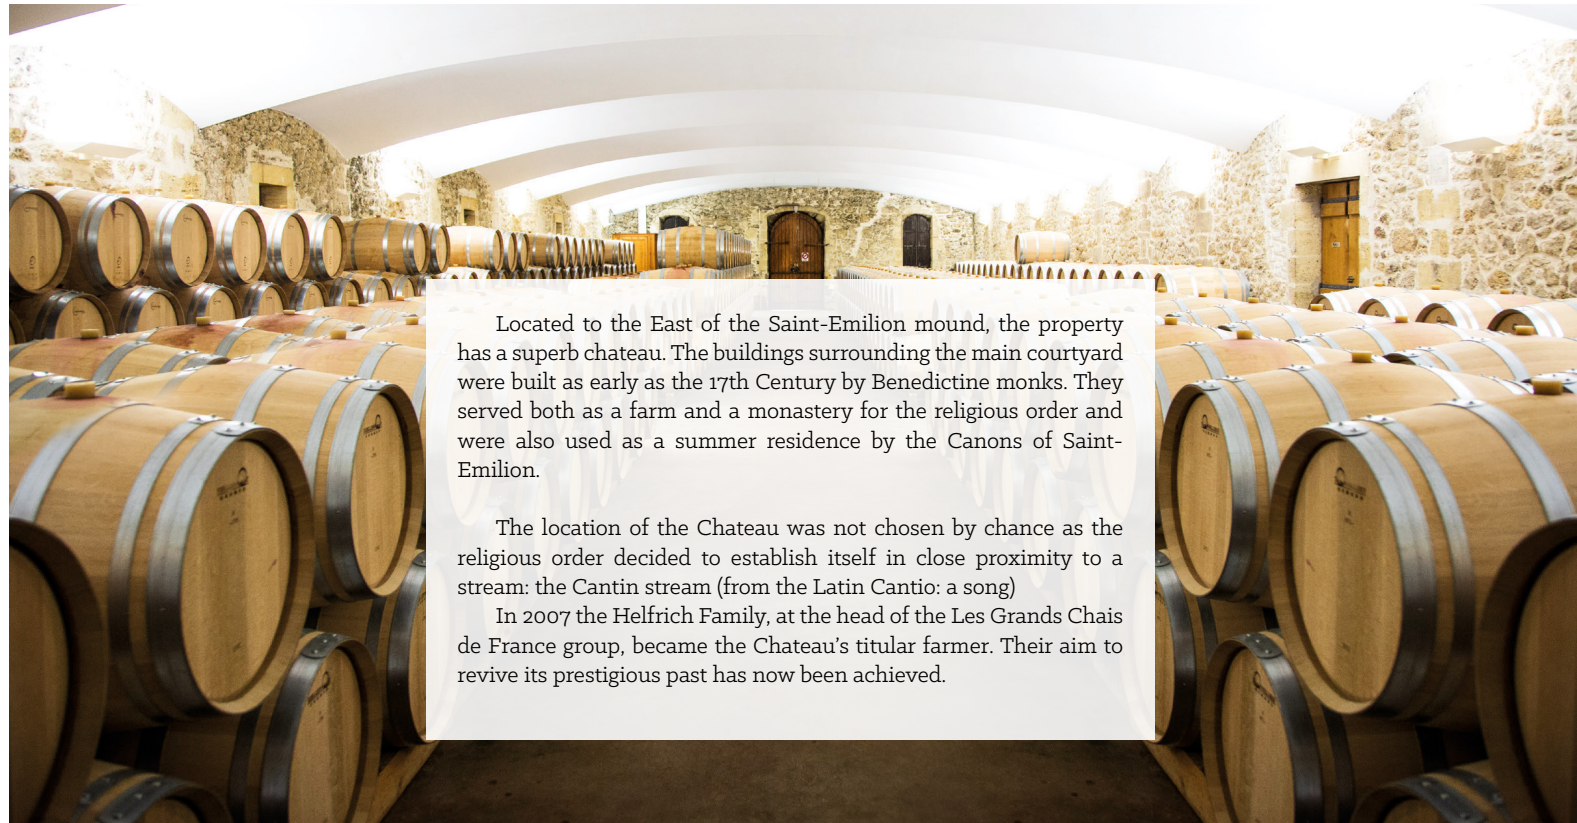 Located to the East of the Saint-Emilion mound, the property
has a superb chateau. The buildings surrounding the main courtyard
were built as early as the 17th Century by Benedictine monks. They
served both as a farm and a monastery for the religious order and
were also used as a summer residence by the Canons of Saint-
Emilion.
The location of the Chateau was not chosen by chance as the
religious order decided to establish itself in close proximity to a
stream: the Cantin stream (from the Latin Cantio: a song)
In 2007 the Helfrich Family, at the head of the Les Grands Chais
de France group, became the Chateau’s titular farmer. Their aim to
revive its prestigious past has now been achieved.